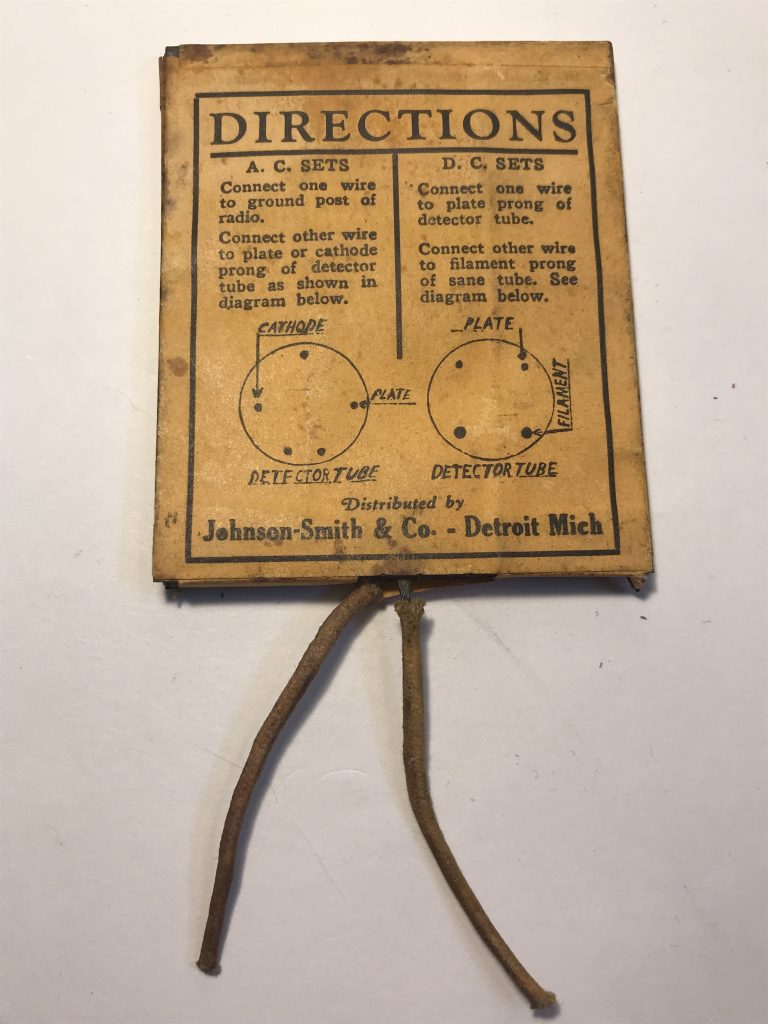 DIRECTIONS
A. C. SETS
Connect one wire
to ground post of
radio.
Connect other wire
to plate or cathode
prong of detector
tube as shown in
diagram below.
CATHODE
PLATE
DETECTOR TUBE
D. C. SETS
Connect one wire
to plate prong of
detector tube.
Connect other wire
to filament prong
of sane tube. See
diagram below.
PLATE
FILAMENT
DETECTOR TUBE
Distributed by
Johnson-Smith & Co. - Detroit Mich